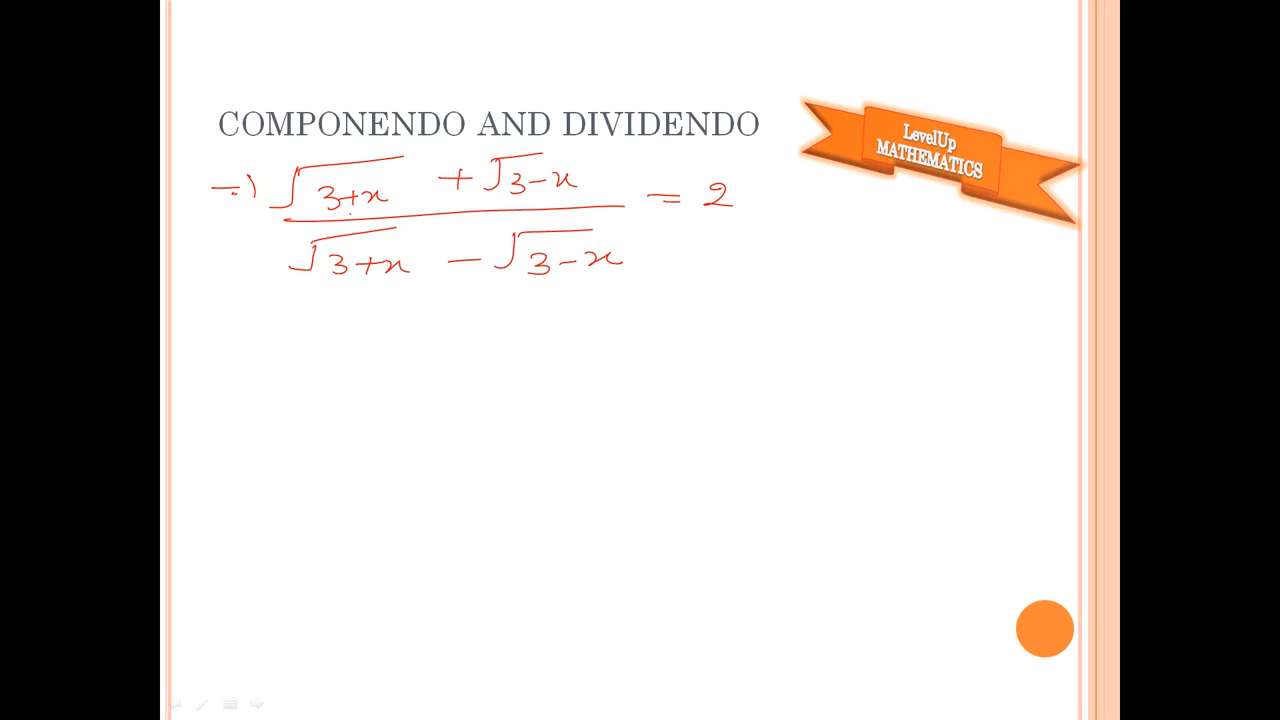 COMPONENDO AND DIVIDENDO
LevelUp
MATHEMATICS
√3+x + √3-x
√3+x - √3-x
= 2